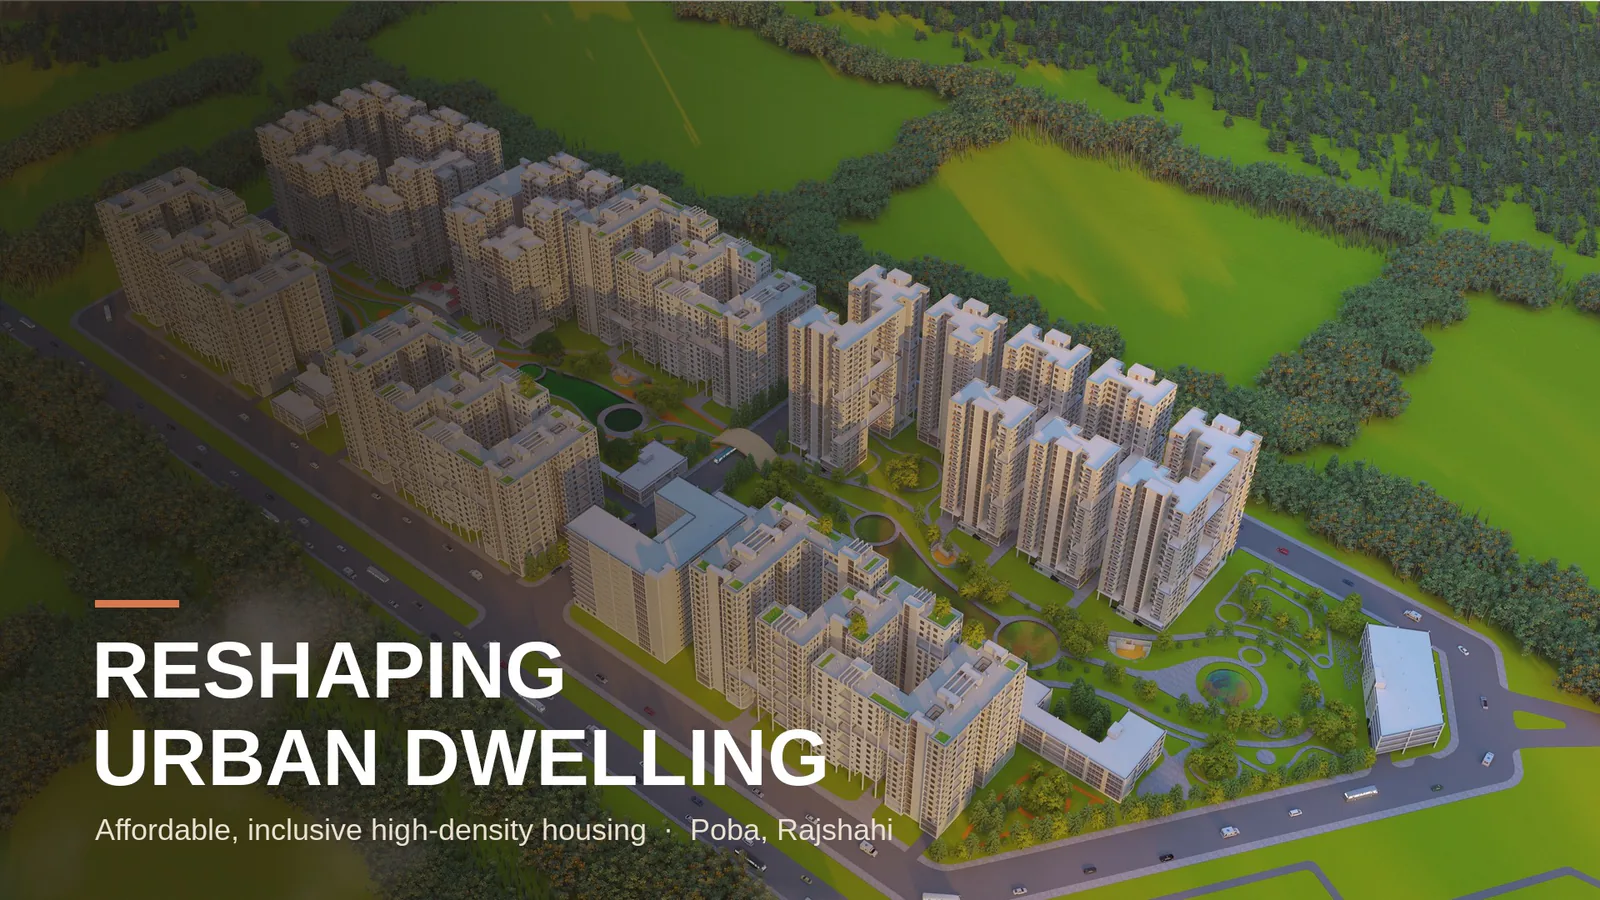 RESHAPING
URBAN DWELLING
Affordable, inclusive high-density housing · Poba, Rajshahi